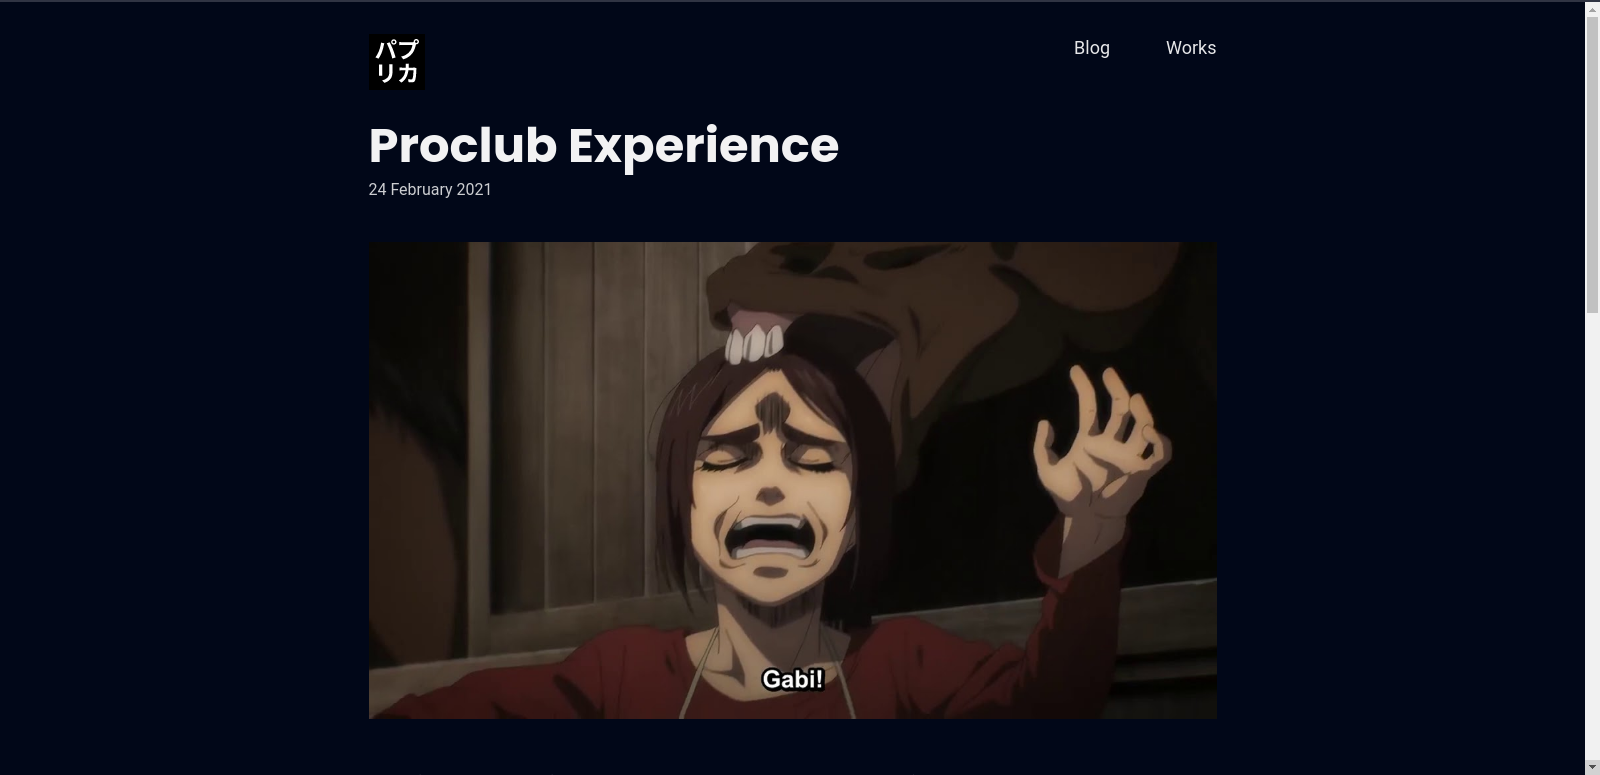 パプ
リカ
Blog Works
Proclub Experience
24 February 2021
Gabi!